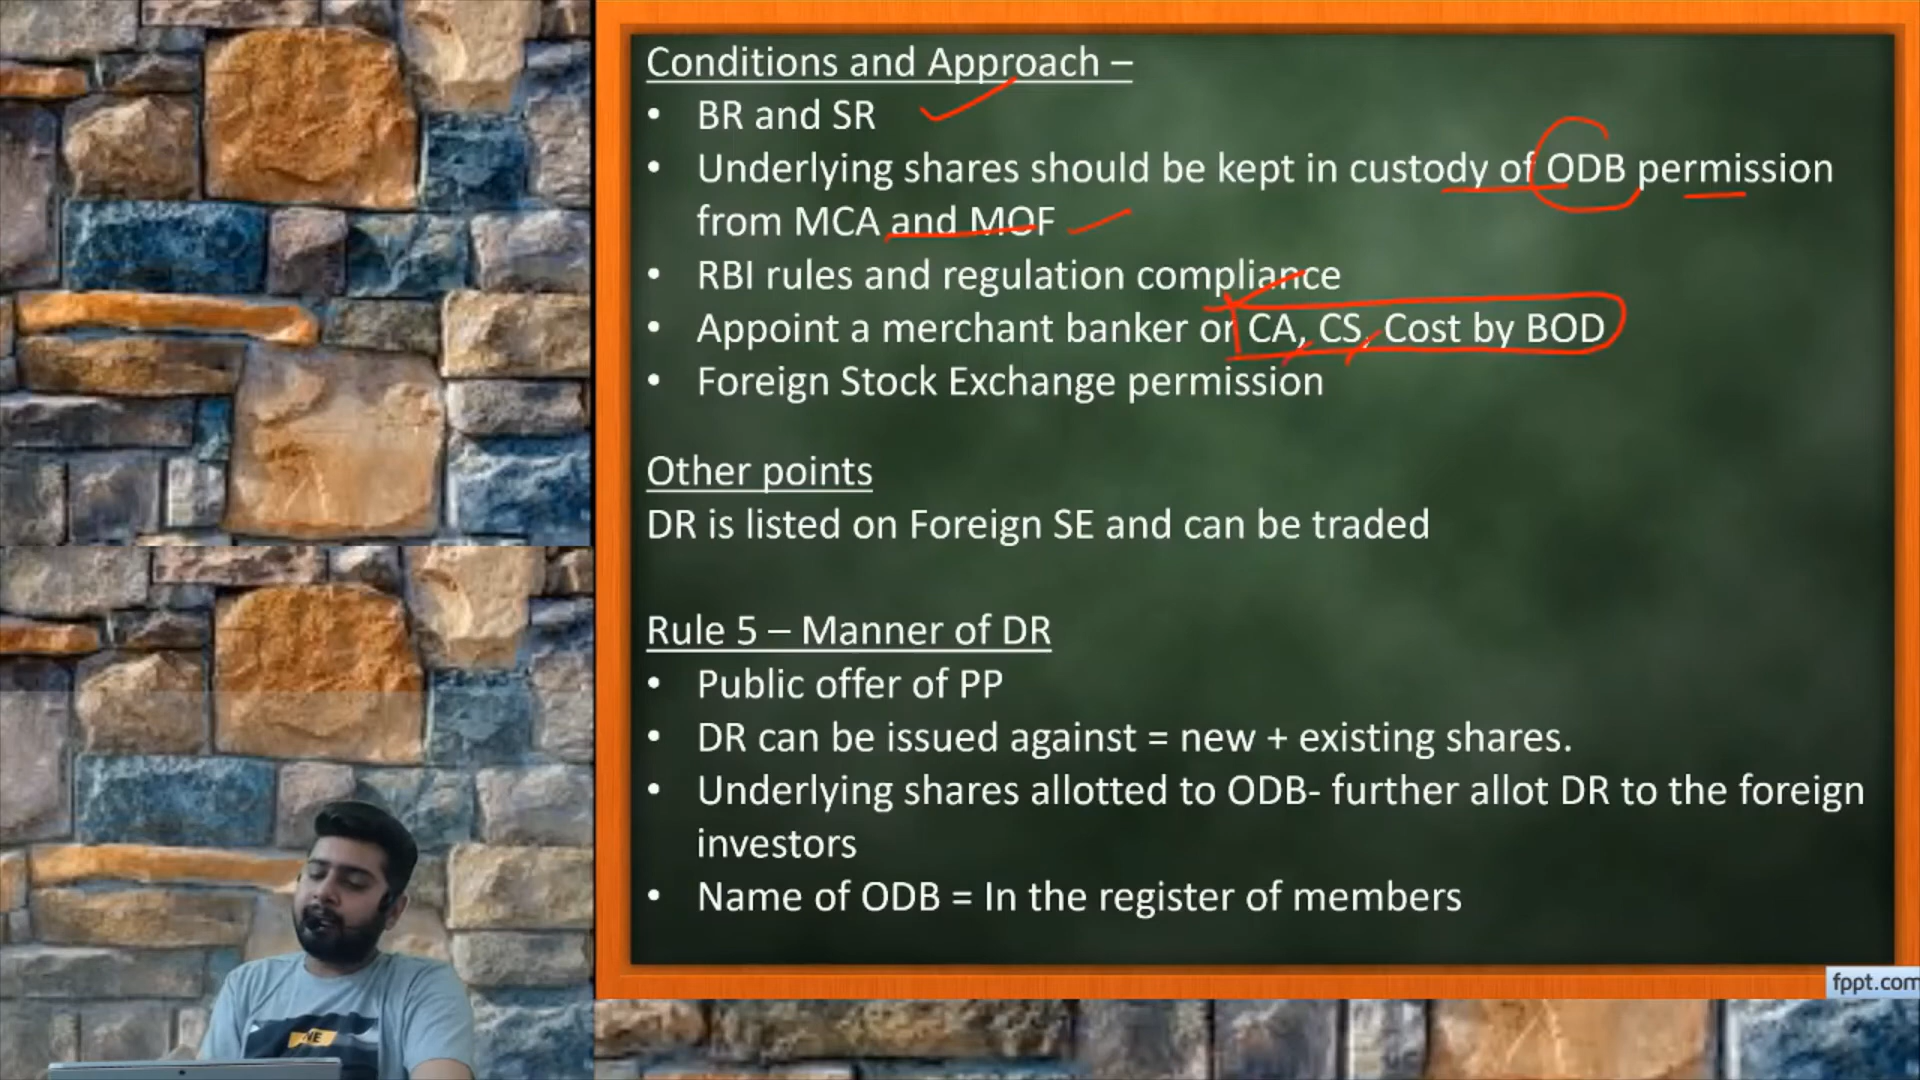 Conditions and Approach –
• BR and SR
• Underlying shares should be kept in custody of ODB permission
from MCA and MOF
• RBI rules and regulation compliance
• Appoint a merchant banker or CA, CS, Cost by BOD
• Foreign Stock Exchange permission
Other points
DR is listed on Foreign SE and can be traded
Rule 5 – Manner of DR
• Public offer of PP
• DR can be issued against = new + existing shares.
• Underlying shares allotted to ODB- further allot DR to the foreign
investors
• Name of ODB = In the register of members
fppt.com